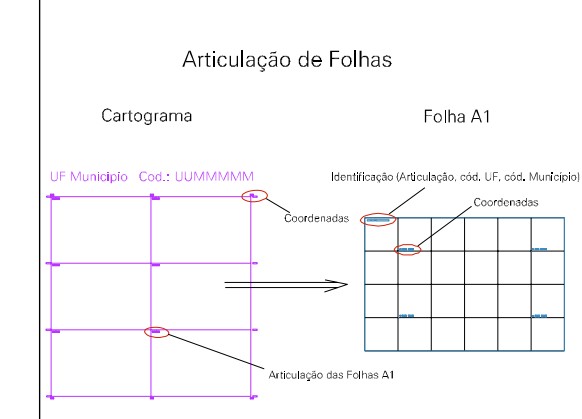 Articulação de Folhas
Cartograma
Folha A1
UF Município Cod.: UUMMMMM
Identificação (Articulação, cód. UF, cód. Município)
Coordenadas
Coordenadas
Articulação das Folhas A1